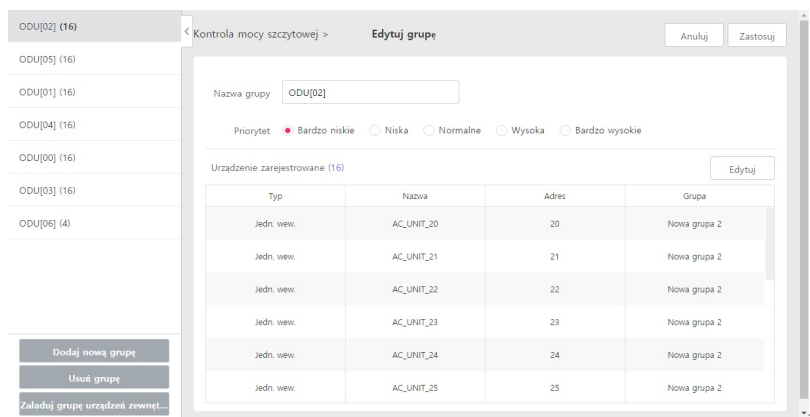 ODU[02] (16)
ODU[05] (16)
ODU[01] (16)
ODU[04] (16)
ODU[00] (16)
ODU[03] (16)
ODU[06] (4)
Dodaj nową grupę
Usuń grupę
Załaduj grupę urządzeń zewnęt...
< Kontrola mocy szczytowej > Edytuj grupę Anuluj Zastosuj
Nazwa grupy ODU[02]
Priorytet Bardzo niskie Niska Normalne Wysoka Bardzo wysokie
Urządzenie zarejestrowane (16) Edytuj
Typ Nazwa Adres Grupa
Jedn. wew. AC_UNIT_20 20 Nowa grupa 2
Jedn. wew. AC_UNIT_21 21 Nowa grupa 2
Jedn. wew. AC_UNIT_22 22 Nowa grupa 2
Jedn. wew. AC_UNIT_23 23 Nowa grupa 2
Jedn. wew. AC_UNIT_24 24 Nowa grupa 2
Jedn. wew. AC_UNIT_25 25 Nowa grupa 2